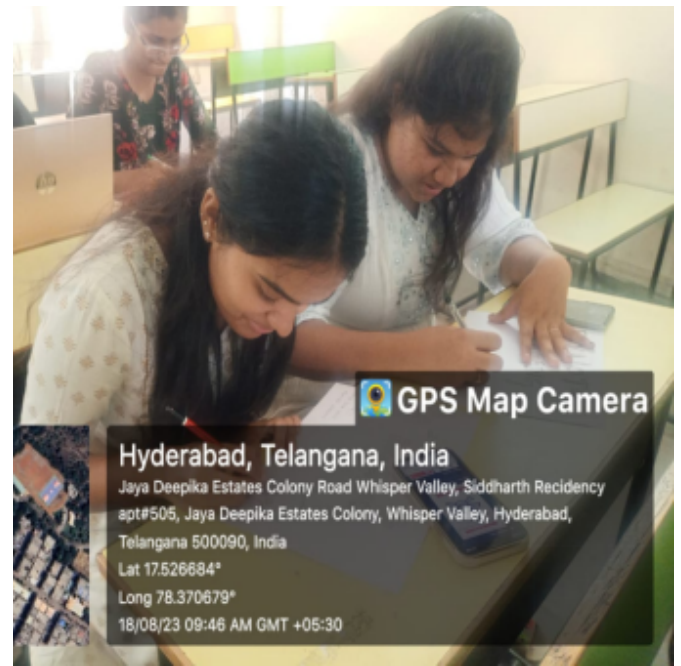 GPS Map Camera
Hyderabad, Telangana, India
Jaya Deepika Estates Colony Road Whisper Valley, Siddharth Recidency
apt#505, Jaya Deepika Estates Colony, Whisper Valley, Hyderabad,
Telangana 500090, India
Lat 17.526684°
Long 78.370679°
18/08/23 09:46 AM GMT +05:30